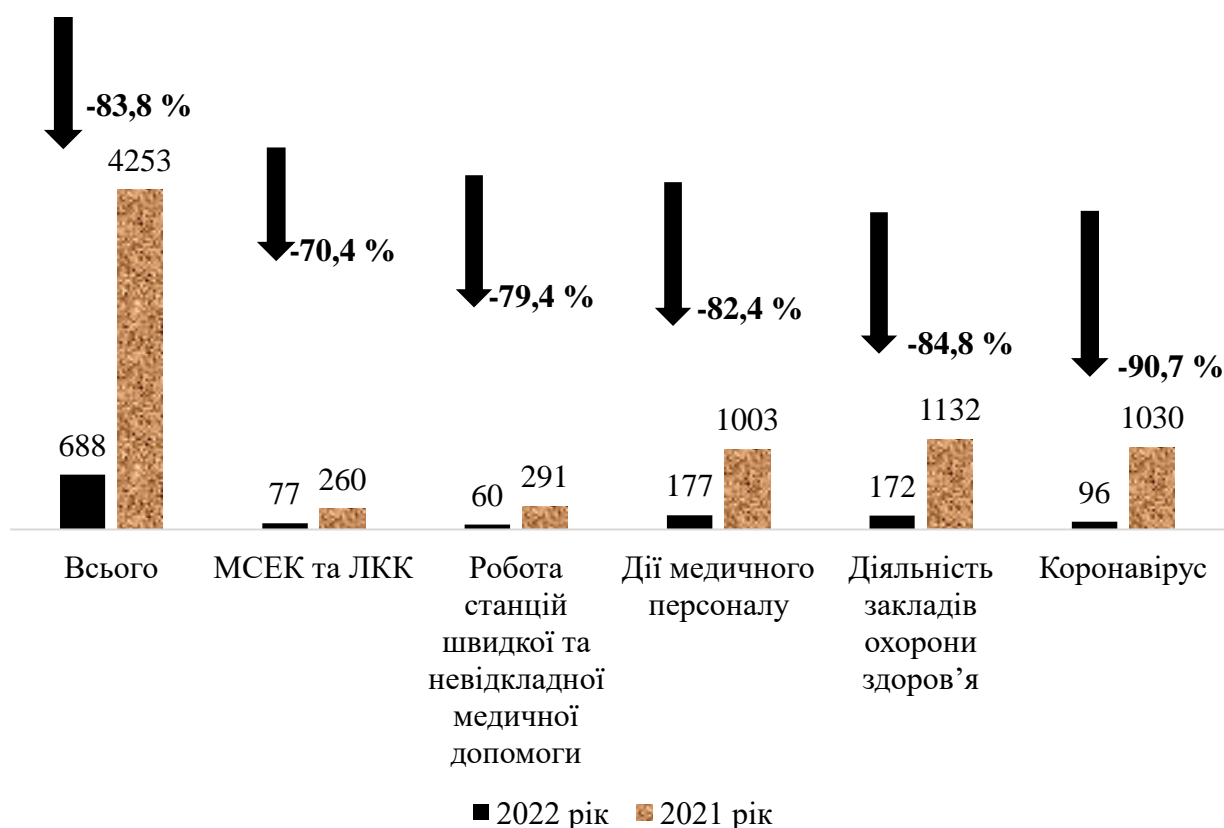 -83,8 %
4253
688
-70,4 %
77
260
-79,4 %
60
291
-82,4 %
177
1003
-84,8 %
172
1132
-90,7 %
96
1030
Всього
МСЕК та ЛКК
Робота
станцій
швидкої та
невідкладної
медичної
допомоги
Дії медичного
персоналу
Діяльність
закладів
охорони
здоров’я
Коронавірус
2022 рік
2021 рік